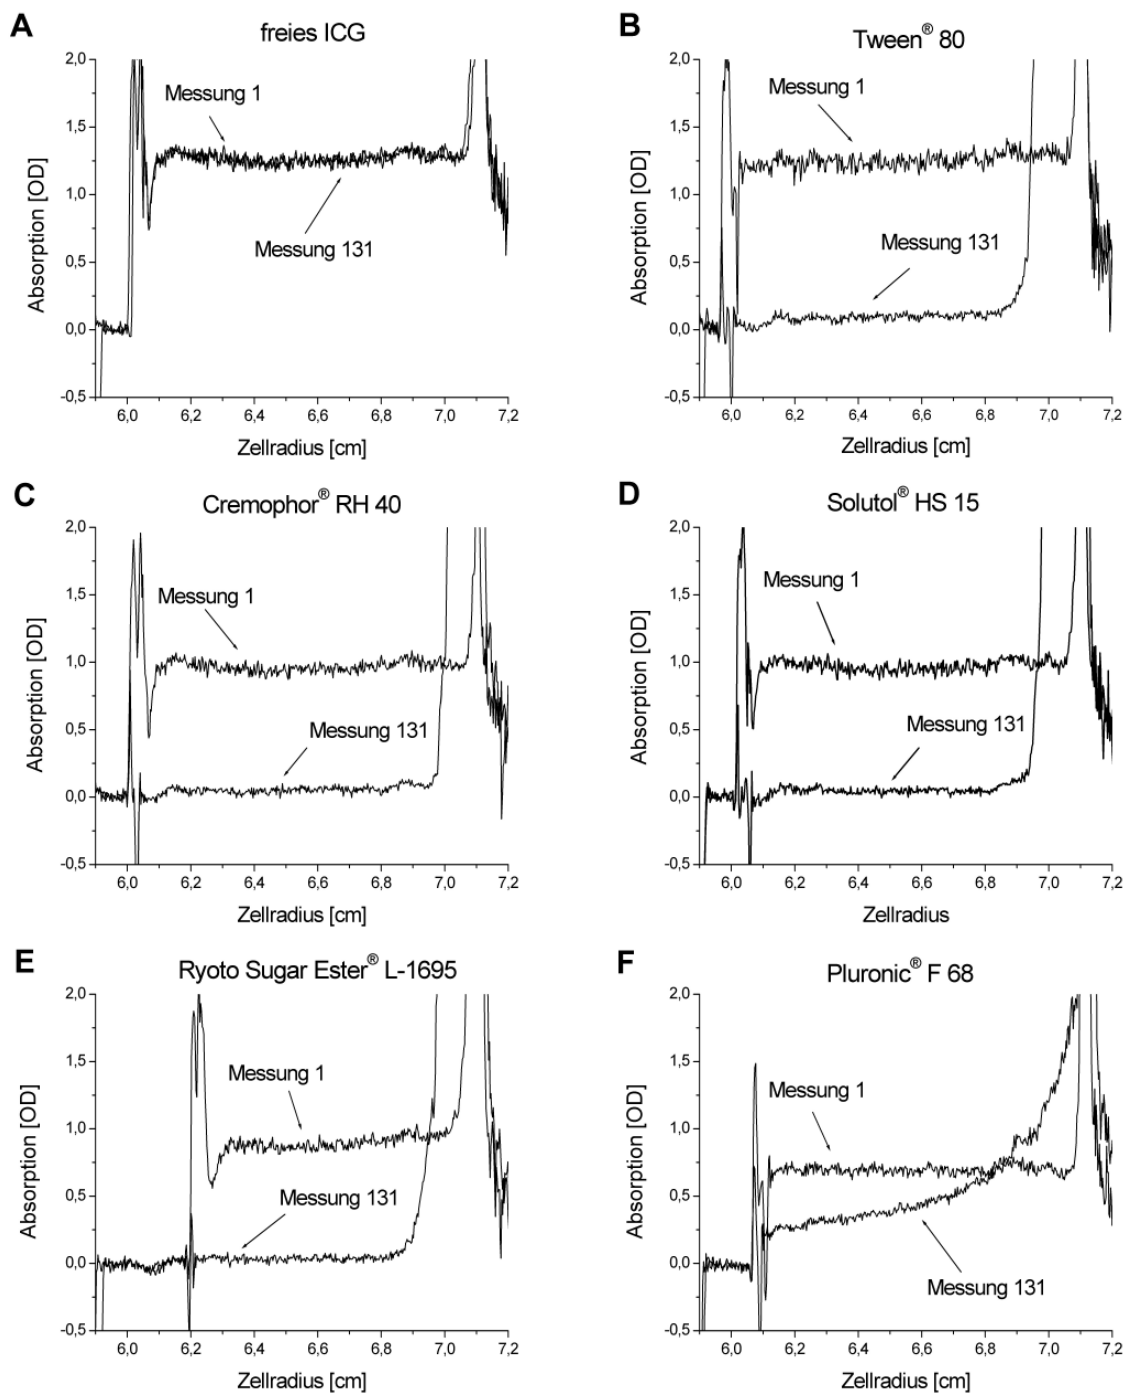 A
freies ICG
2,0
1,5
1,0
0,5
0,0
-0,5
Absorption [OD]
Messung 1
Messung 131
6,0 6,2 6,4 6,6 6,8 7,0 7,2
Zellradius [cm]
B
Tween® 80
2,0
1,5
1,0
0,5
0,0
-0,5
Absorption [OD]
Messung 1
Messung 131
6,0 6,2 6,4 6,6 6,8 7,0 7,2
Zellradius [cm]
C
Cremophor® RH 40
2,0
1,5
1,0
0,5
0,0
-0,5
Absorption [OD]
Messung 1
Messung 131
6,0 6,2 6,4 6,6 6,8 7,0 7,2
Zellradius [cm]
D
Solutol® HS 15
2,0
1,5
1,0
0,5
0,0
-0,5
Absorption [OD]
Messung 1
Messung 131
6,0 6,2 6,4 6,6 6,8 7,0 7,2
Zellradius
E
Ryoto Sugar Ester® L-1695
2,0
1,5
1,0
0,5
0,0
-0,5
Absorption [OD]
Messung 1
Messung 131
6,0 6,2 6,4 6,6 6,8 7,0 7,2
Zellradius [cm]
F
Pluronic® F 68
2,0
1,5
1,0
0,5
0,0
-0,5
Absorption [OD]
Messung 1
Messung 131
6,0 6,2 6,4 6,6 6,8 7,0 7,2
Zellradius [cm]